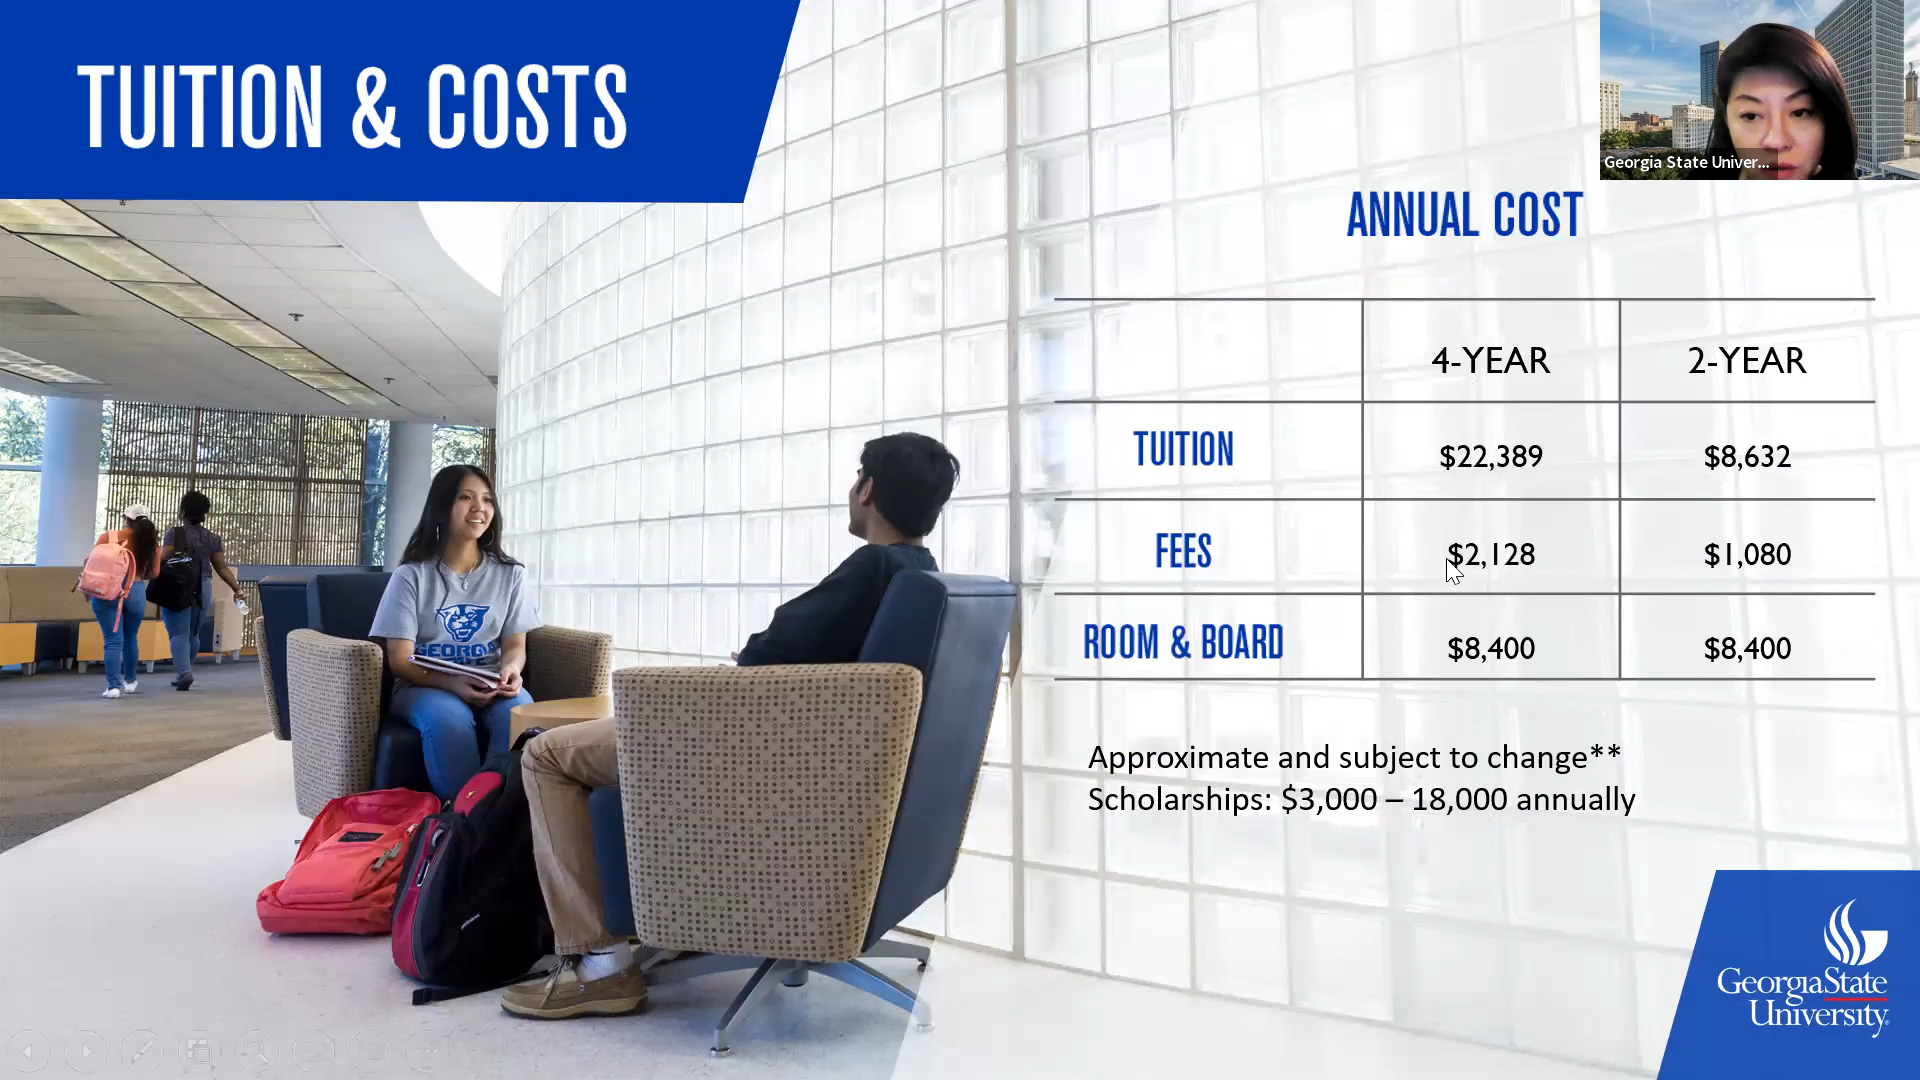 TUITION & COSTS
Georgia State Univer...
ANNUAL COST
4-YEAR 2-YEAR
TUITION $22,389 $8,632
FEES $2,128 $1,080
ROOM & BOARD $8,400 $8,400
Approximate and subject to change**
Scholarships: $3,000 – 18,000 annually
GEORGIA
GeorgiaState
University